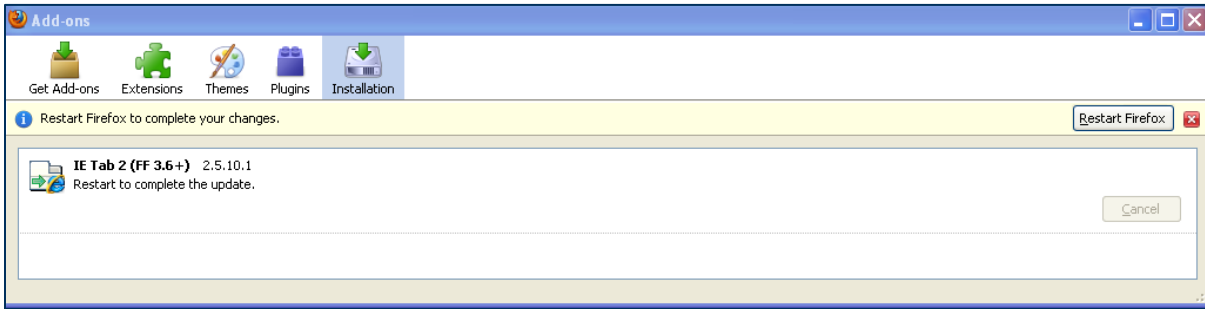 Add-ons
Get Add-ons Extensions Themes Plugins Installation
Restart Firefox to complete your changes. Restart Firefox
IE Tab 2 (FF 3.6+) 2.5.10.1
Restart to complete the update.
Cancel